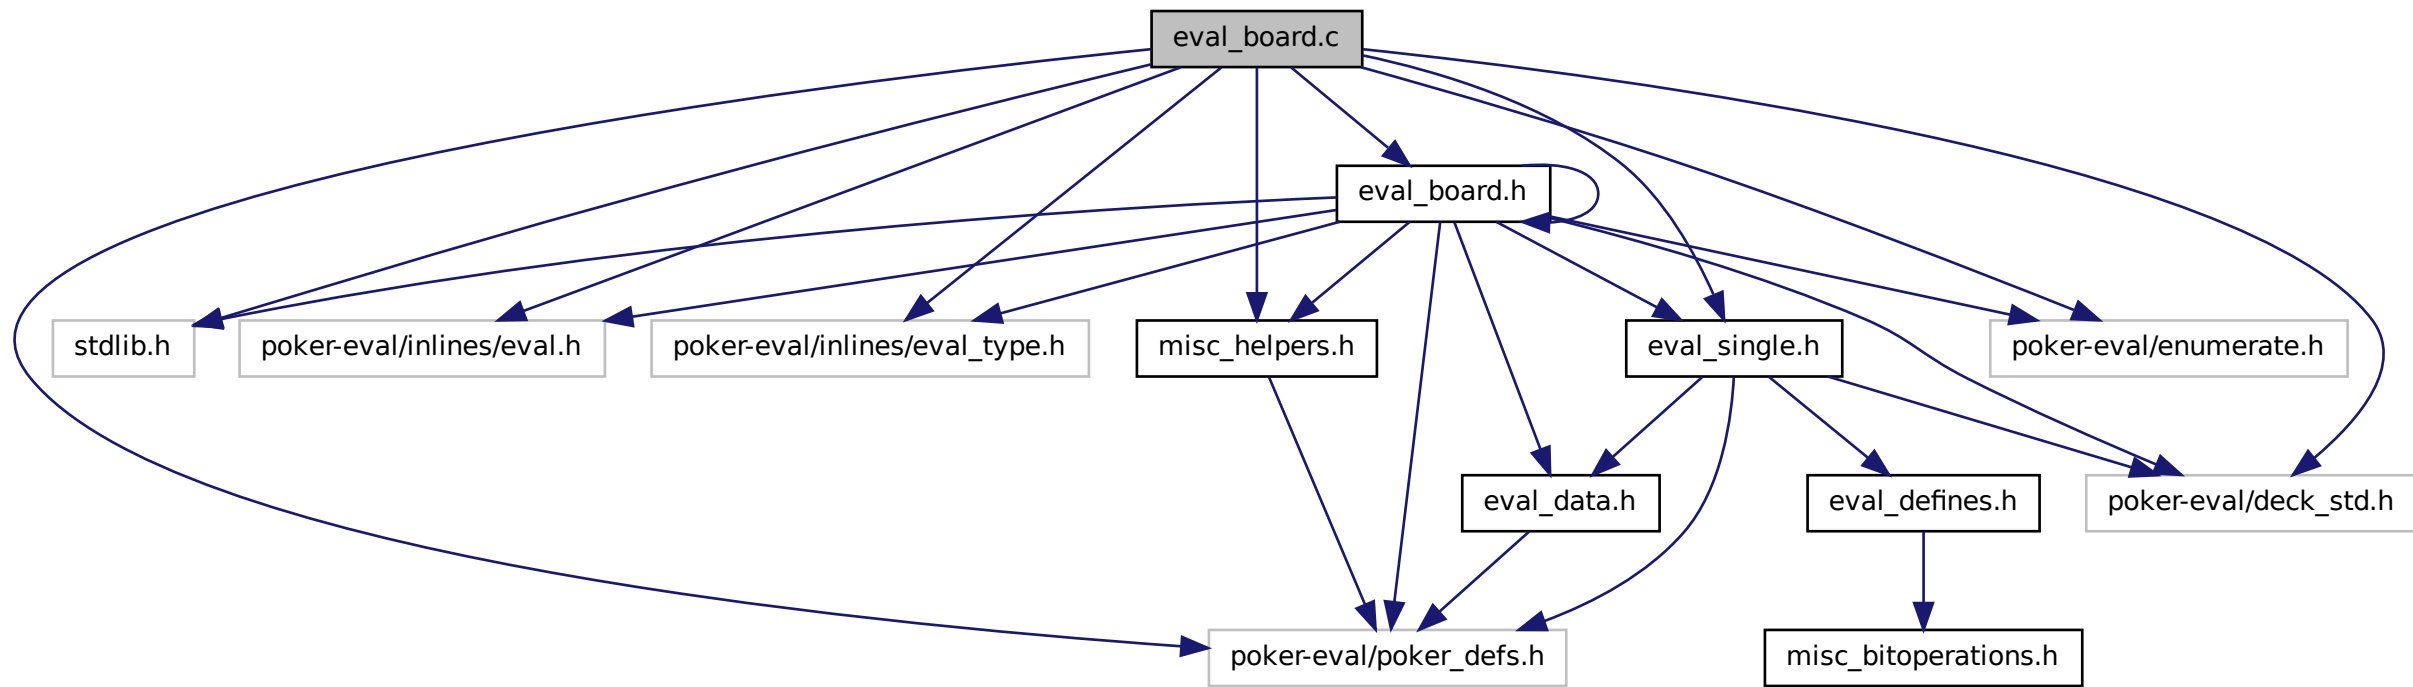 eval_board.c
eval_board.h
stdlib.h
poker-eval/inlines/eval.h
poker-eval/inlines/eval_type.h
misc_helpers.h
eval_single.h
poker-eval/enumerate.h
eval_data.h
eval_defines.h
poker-eval/deck_std.h
poker-eval/poker_defs.h
misc_bitoperations.h